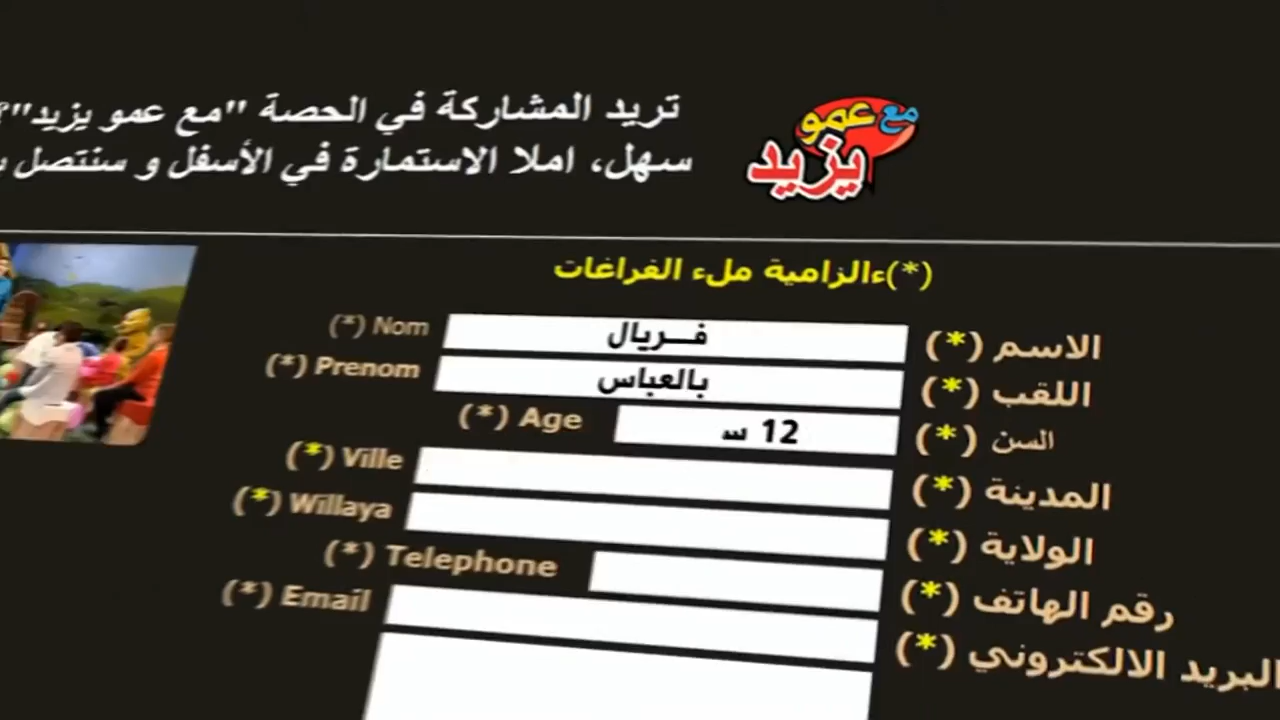 مع عمو يزيد
تريد المشاركة في الحصة "مع عمو يزيد"؟
سهل، املا الاستمارة في الأسفل و سنتصل
(*)ءالزامية ملء الفراغات
الاسم (*) فـريال Nom (*)
اللقب (*) بالعباس Prenom (*)
السن (*) 12 س Age (*)
المدينة (*) Ville (*)
الولاية (*) Willaya (*)
رقم الهاتف (*) Telephone (*)
البريد الالكتروني (*) Email (*)